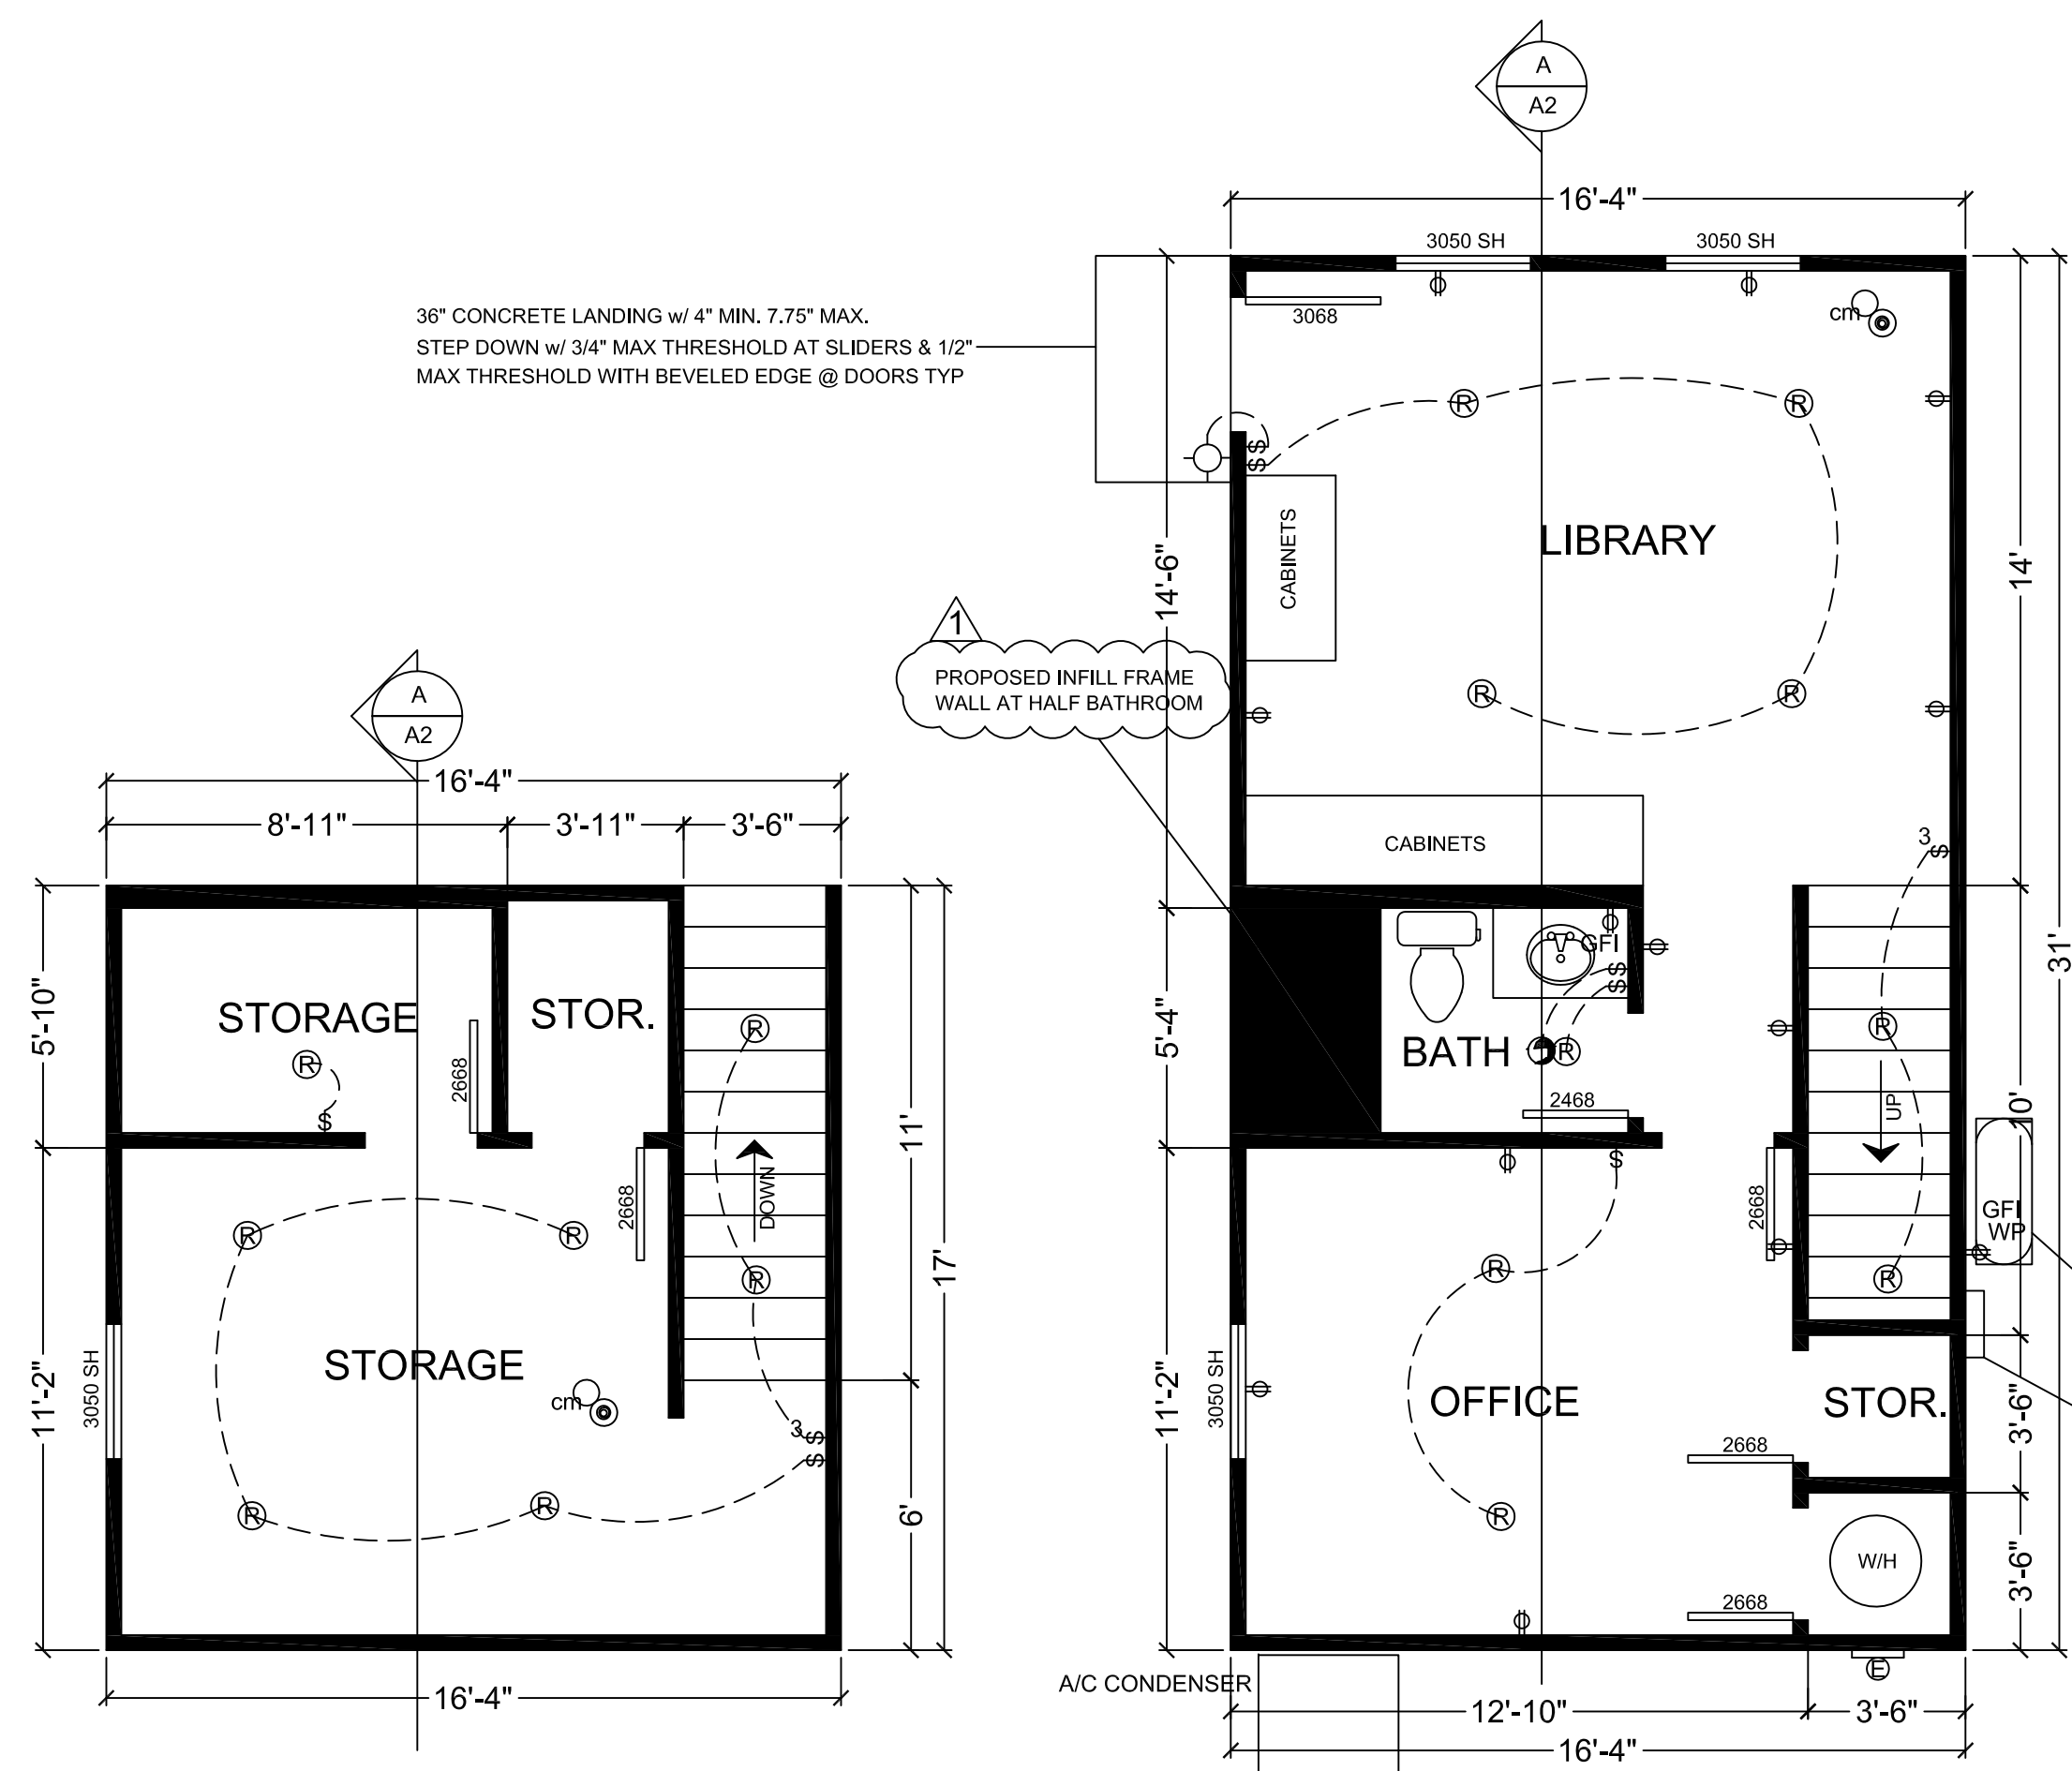 A
A2
16'-4"
3050 SH
3050 SH
36" CONCRETE LANDING w/ 4" MIN. 7.75" MAX.
STEP DOWN w/ 3/4" MAX THRESHOLD AT SLIDERS & 1/2"
MAX THRESHOLD WITH BEVELED EDGE @ DOORS TYP
3068
cm
R
R
$
$
CABINETS
LIBRARY
14'-6"
14'
1
PROPOSED INFILL FRAME
WALL AT HALF BATHROOM
R
R
CABINETS
3
$
31'
GFI
$
$
5'-4"
BATH
R
R
UP
10'
2468
$
2668
GFI
WP
R
R
11'-2"
3050 SH
OFFICE
STOR.
3'-6"
2668
R
W/H
3'-6"
2668
E
A/C CONDENSER
12'-10"
3'-6"
16'-4"
A
A2
16'-4"
8'-11"
3'-11"
3'-6"
5'-10"
STORAGE
STOR.
R
R
$
2668
11'
17'
2668
DOWN
R
R
R
11'-2"
3050 SH
STORAGE
cm
3
$
$
R
R
6'
16'-4"